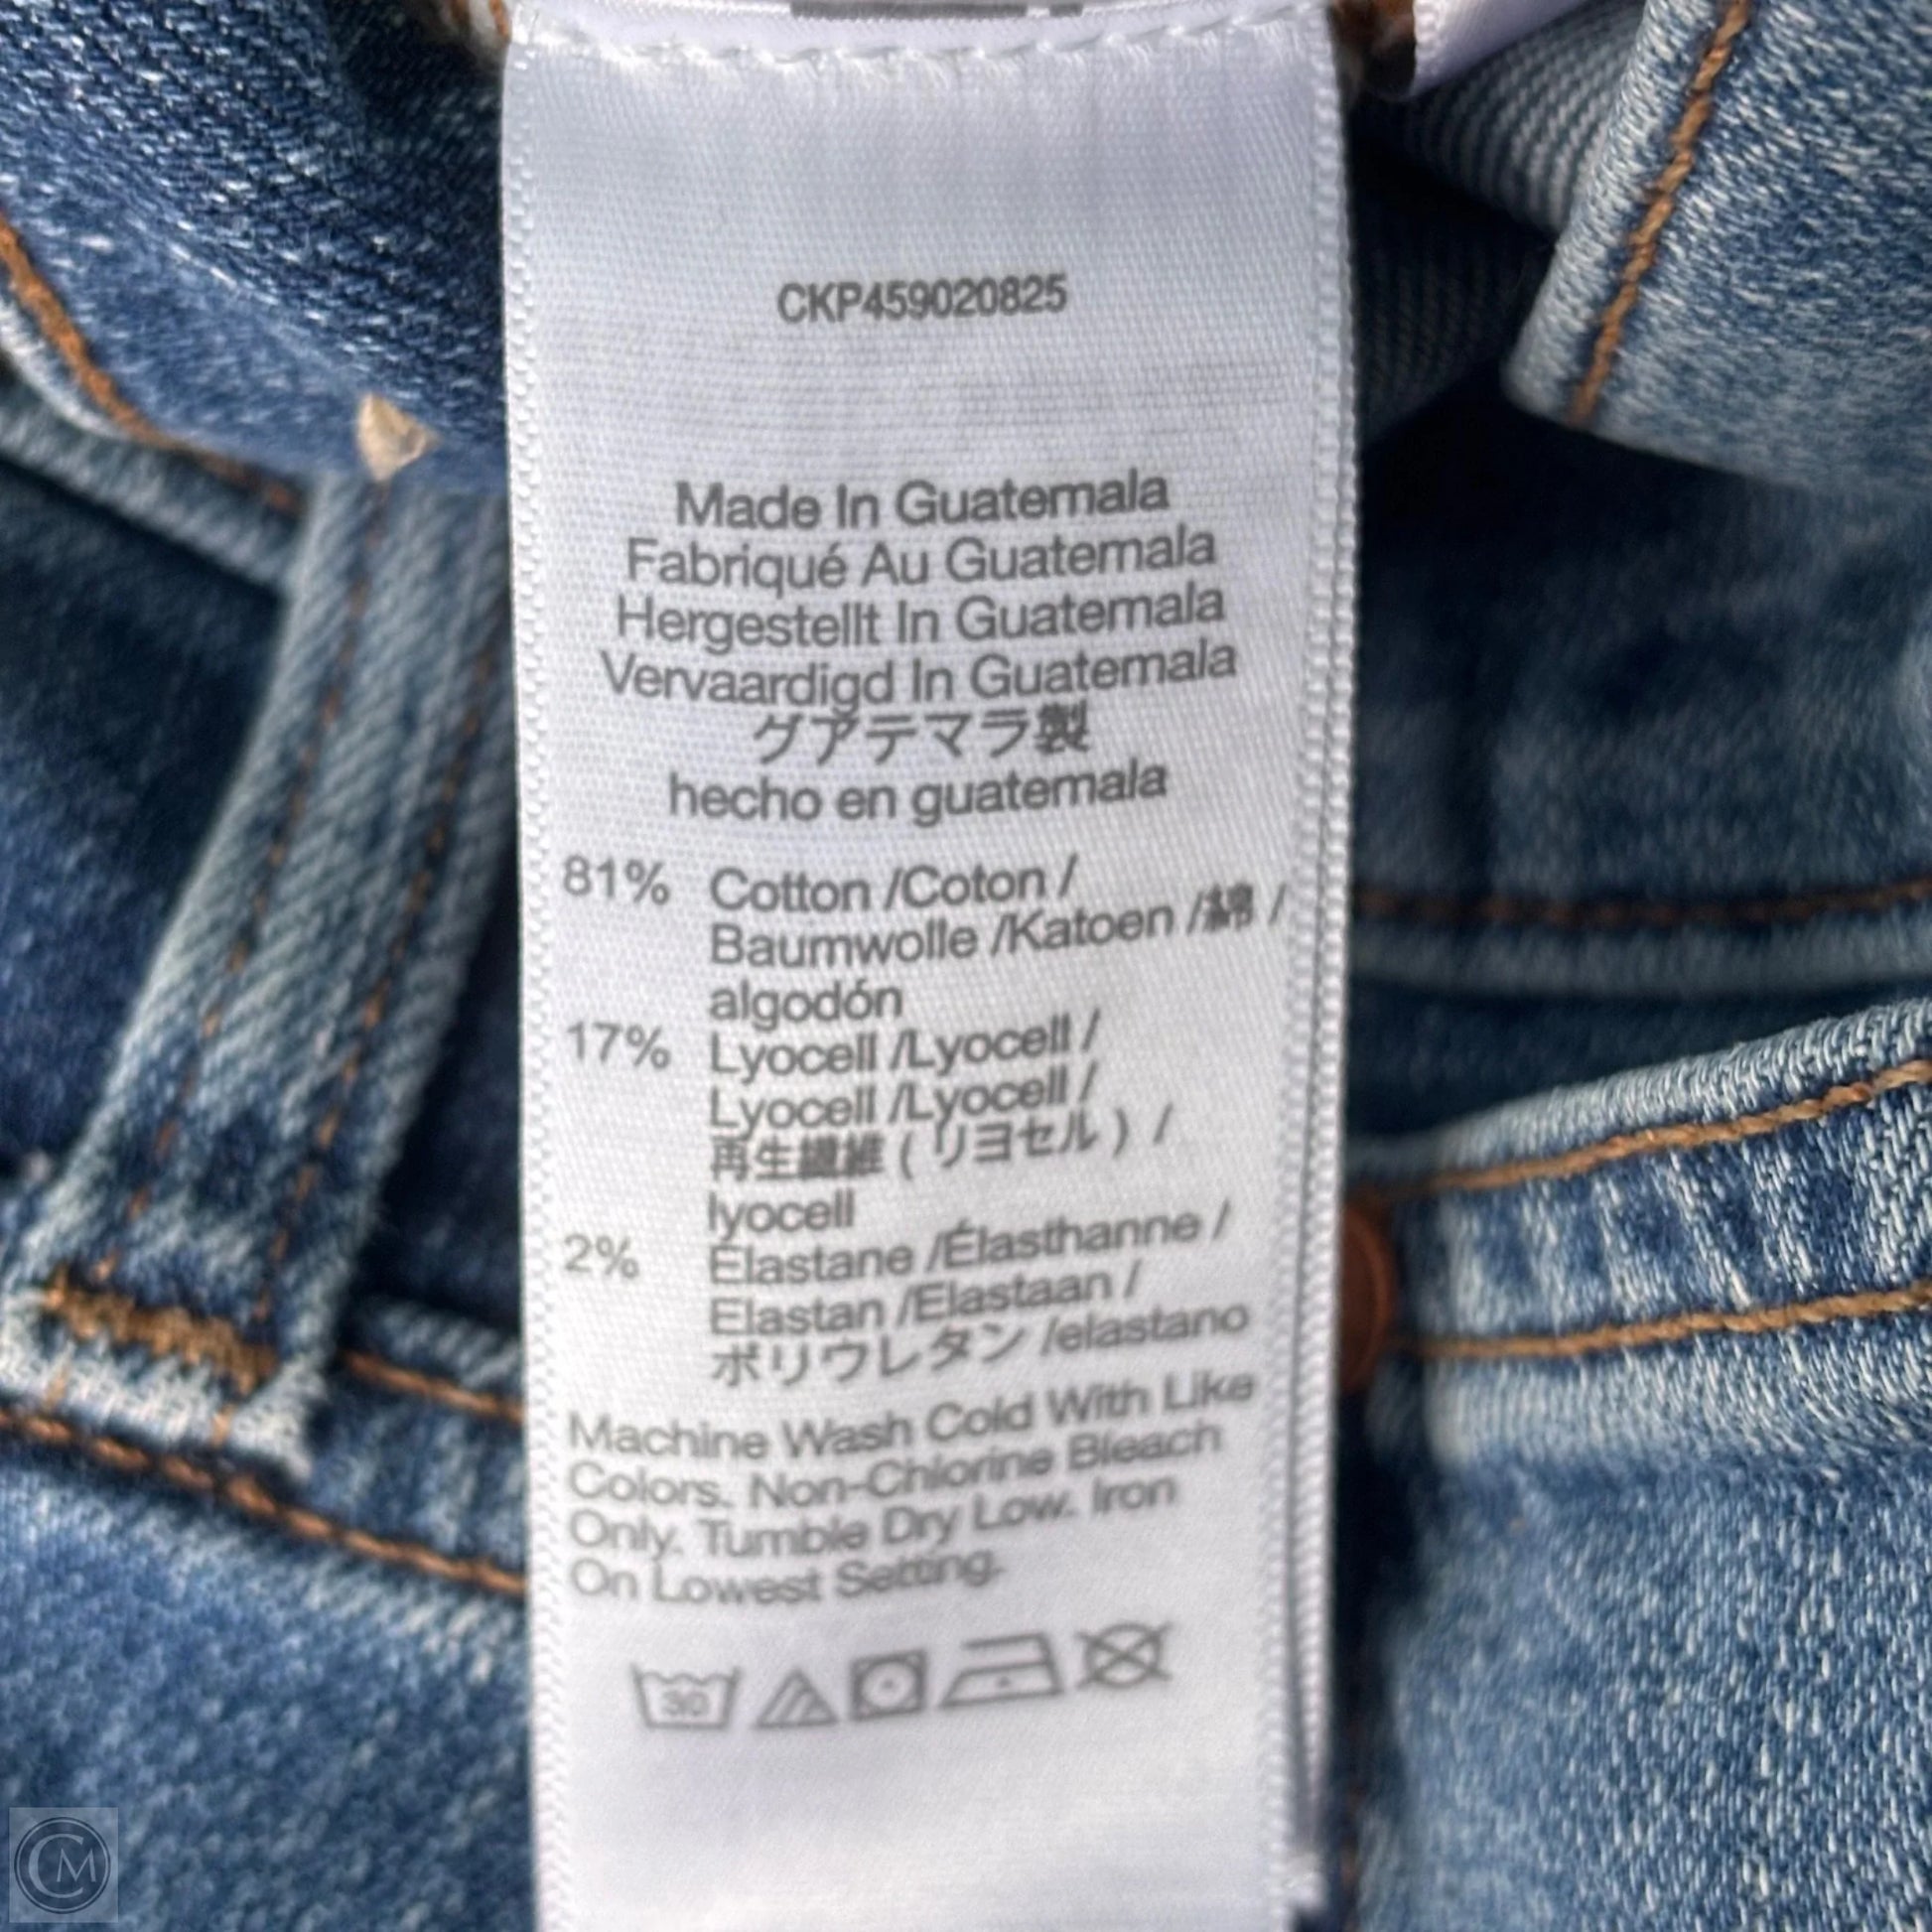 CKP459020825
Made In Guatemala
Fabriqué Au Guatemala
Hergestellt In Guatemala
Vervaardigd In Guatemala
グアテマラ製
hecho en guatemala
81% Cotton /Coton /
Baumwolle /Katoen /綿 /
algodón
17% Lyocell /Lyocell /
Lyocell /Lyocell /
再生繊維 ( リヨセル ) /
lyocell
2% Elastane /Élasthanne /
Elastan /Elastaan /
ポリウレタン /elastano
Machine Wash Cold With Like
Colors. Non-Chlorine Bleach
Only. Tumble Dry Low. Iron
On Lowest Setting.
30
CM